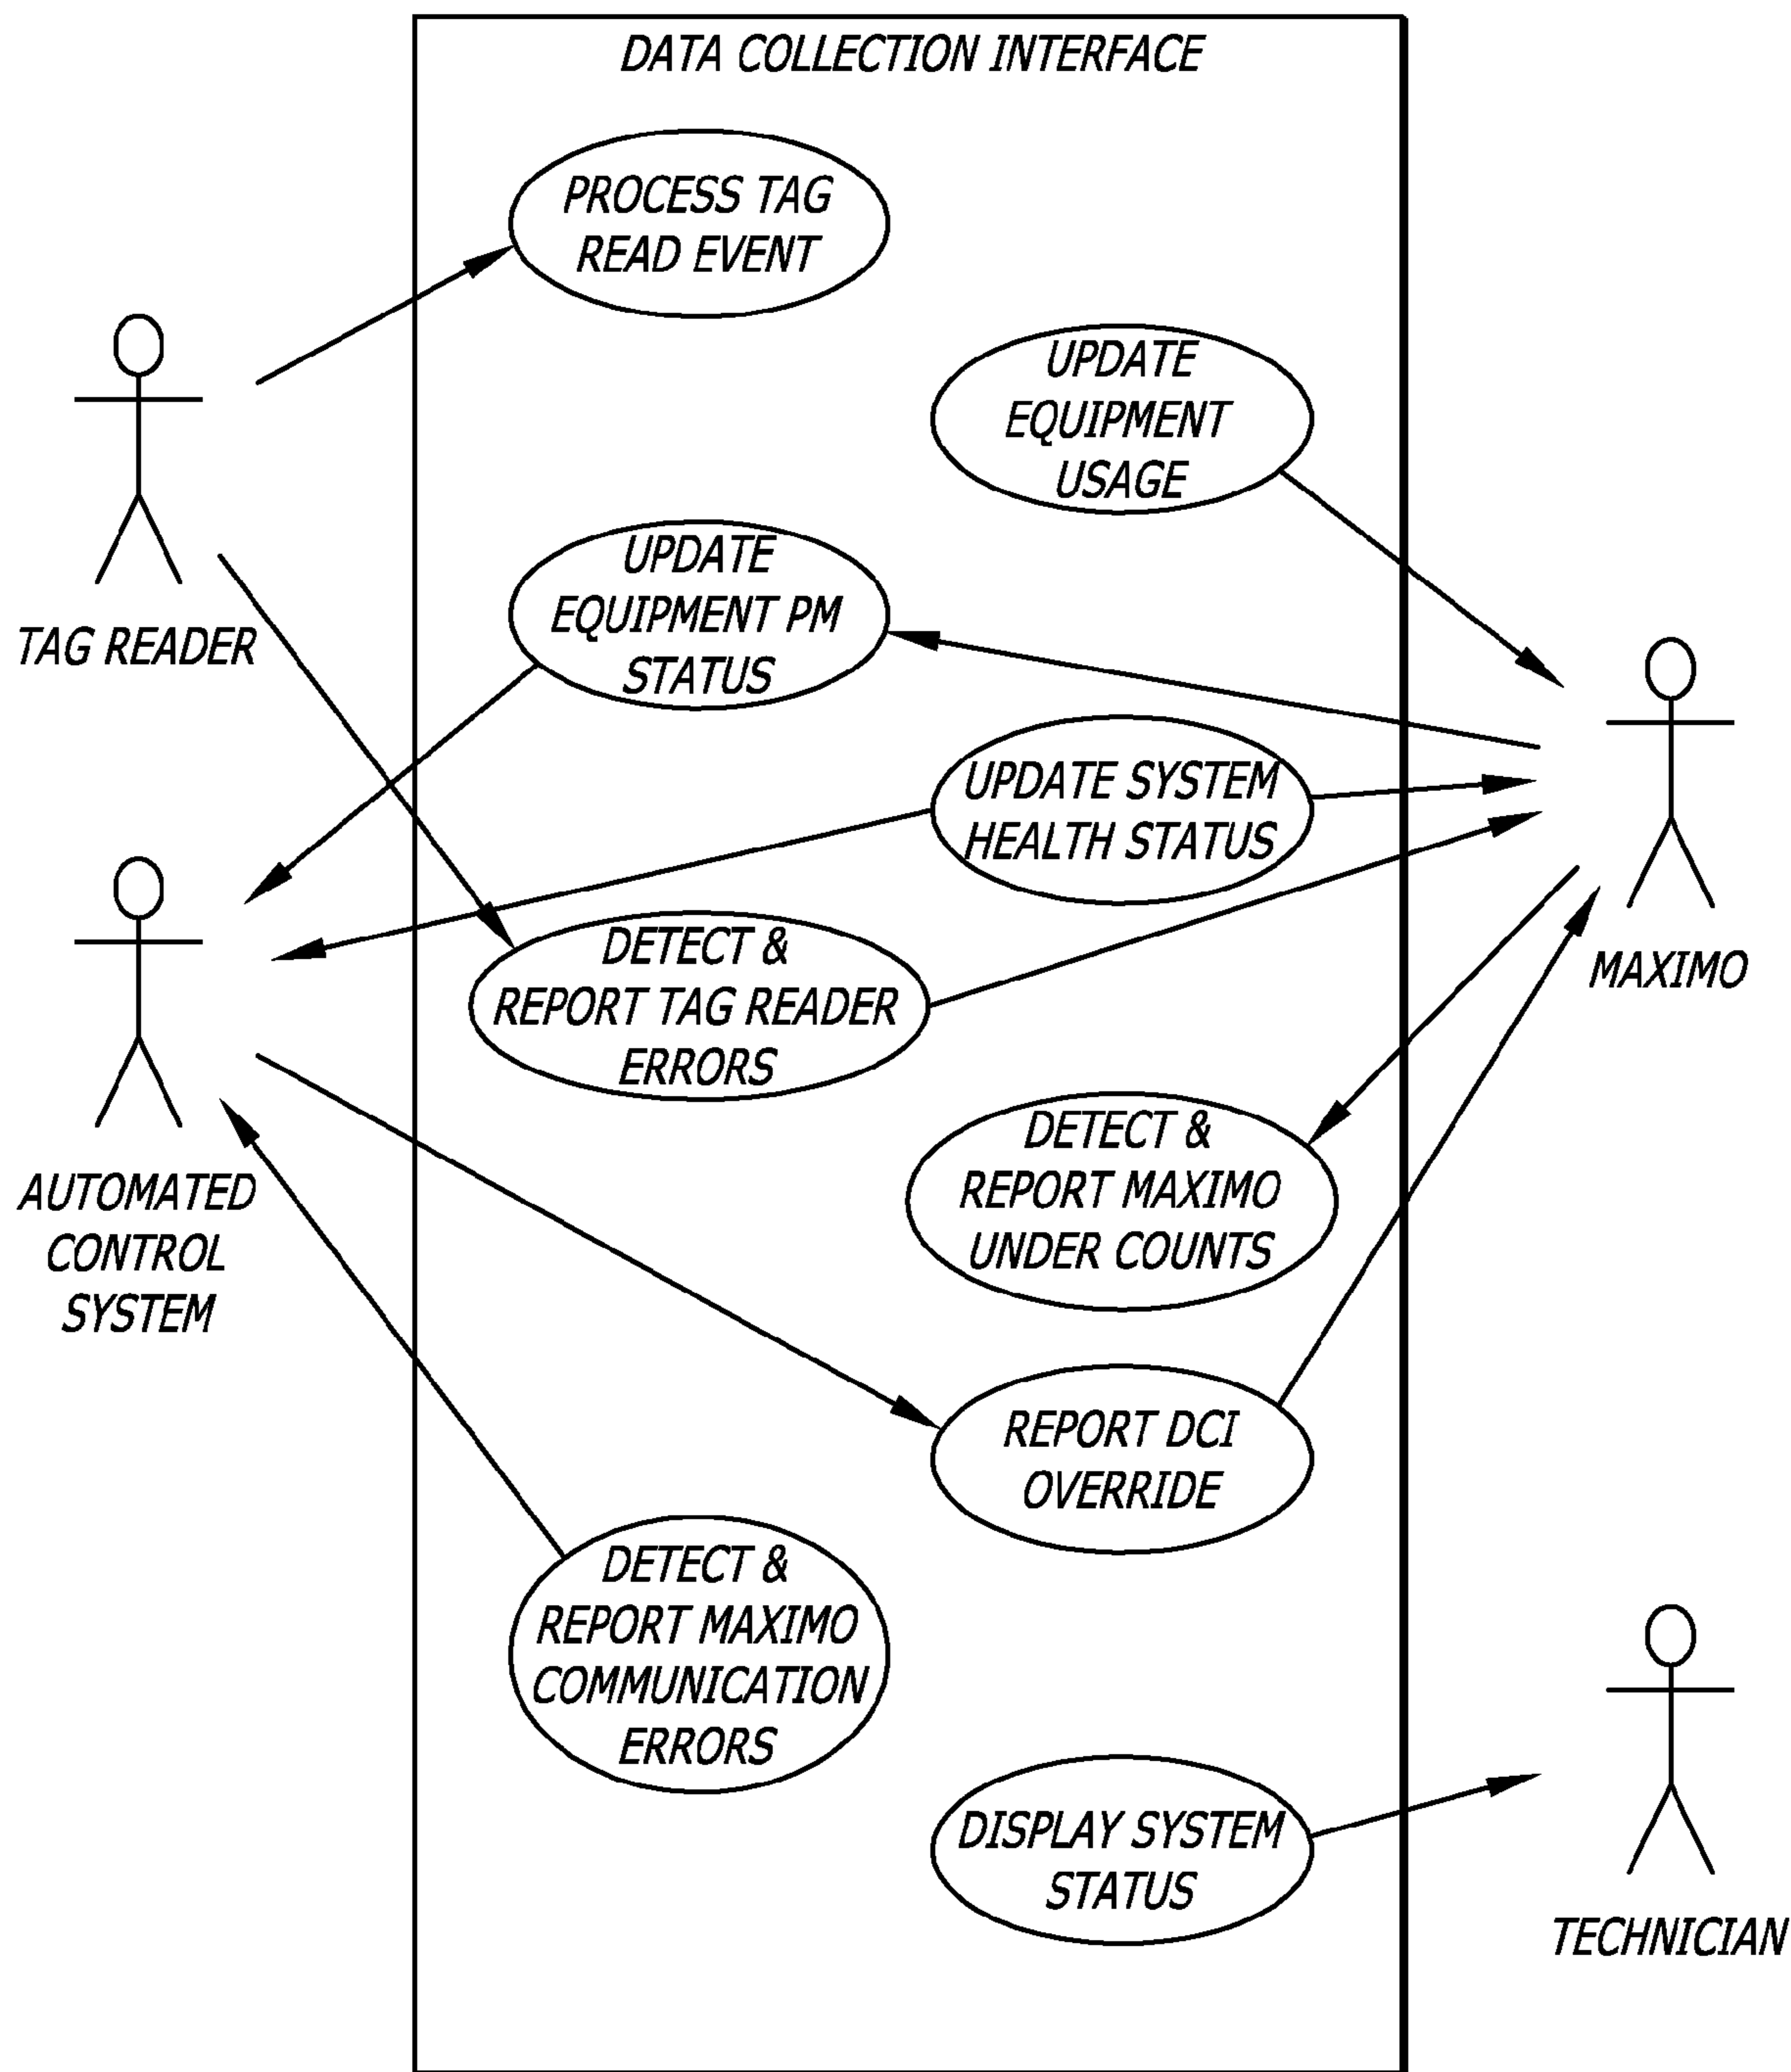 DATA COLLECTION INTERFACE
PROCESS TAG
READ EVENT
UPDATE
EQUIPMENT
USAGE
UPDATE
EQUIPMENT PM
STATUS
TAG READER
UPDATE SYSTEM
HEALTH STATUS
DETECT &
REPORT TAG READER
ERRORS
MAXIMO
DETECT &
REPORT MAXIMO
UNDER COUNTS
AUTOMATED
CONTROL
SYSTEM
REPORT DCI
OVERRIDE
DETECT &
REPORT MAXIMO
COMMUNICATION
ERRORS
DISPLAY SYSTEM
STATUS
TECHNICIAN